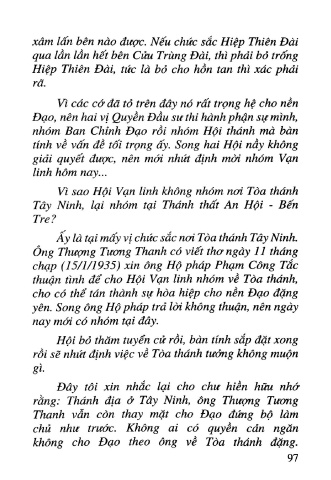 xâm lấn bên nào được. Nếu chức sắc Hiệp Thiên Đài
qua lần lần hết bên Cửu Trùng Đài, thì phải bỏ trống
Hiệp Thiên Đài, tức là bỏ cho hồn tan thì xác phải
rã.
Vì các cớ đã tỏ trên đây nó rất trọng hệ cho nền
Đạo, nên hai vị Quyền Đầu sư thi hành phận sự mình,
nhóm Ban Chỉnh Đạo rồi nhóm Hội thánh mà bàn
tính về vấn đề tối trọng ấy. Song hai Hội nầy không
giải quyết được, nên mới nhứt định mời nhóm Vạn
linh hôm nay...
Vì sao Hội Vạn linh không nhóm nơi Tòa thánh
Tây Ninh, lại nhóm tại Thánh thất An Hội - Bến
Tre?
Ấy là tại mấy vị chức sắc nơi Tòa thánh Tây Ninh.
Ông Thượng Tương Thanh có viết thơ ngày 11 tháng
chạp (15/1/1935) xin ông Hộ pháp Phạm Công Tắc
thuận tình để cho Hội Vạn linh nhóm về Tòa thánh,
cho có thể tán thành sự hòa hiệp cho nền Đạo đặng
yên. Song ông Hộ pháp trả lời không thuận, nên ngày
nay mới có nhóm tại đây.
Hội bỏ thăm tuyển cử rồi, bàn tính sắp đặt xong
rồi sẽ nhứt định việc về Tòa thánh tưởng không muộn
gì.
Đây tôi xin nhắc lại cho chư hiền hữu nhớ
rằng: Thánh địa ở Tây Ninh, ông Thượng Tương
Thanh vẫn còn thay mặt cho Đạo đứng bộ làm
chủ như trước. Không ai có quyền cản ngăn
không cho Đạo theo ông về Tòa thánh đặng.
97